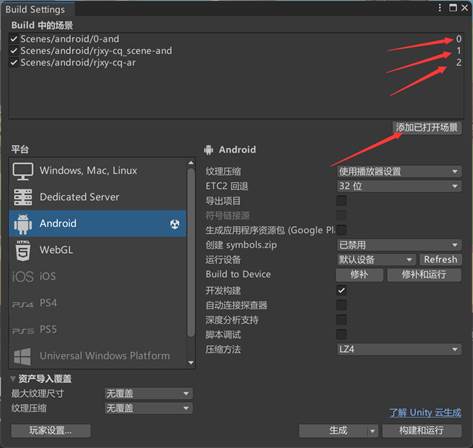 Build Settings
Build 中的场景
Scenes/android/0-and 0
Scenes/android/rjxy-cq_scene-and 1
Scenes/android/rjxy-cq-ar 2
添加已打开场景
平台
Windows, Mac, Linux
Dedicated Server
Android
WebGL
iOS iOS
PS4 PS4
PS5 PS5
Universal Windows Platform
Android
纹理压缩 使用播放器设置
ETC2 回退 32 位
导出项目
符号链接源
生成应用程序资源包 (Google Pl
创建 symbols.zip 已禁用
运行设备 默认设备 Refresh
Build to Device 修补 修补和运行
开发构建
自动连接探查器
深度分析支持
脚本调试
压缩方法 LZ4
资产导入覆盖
最大纹理尺寸 无覆盖
纹理压缩 无覆盖
了解 Unity 云生成
玩家设置... 生成 构建和运行